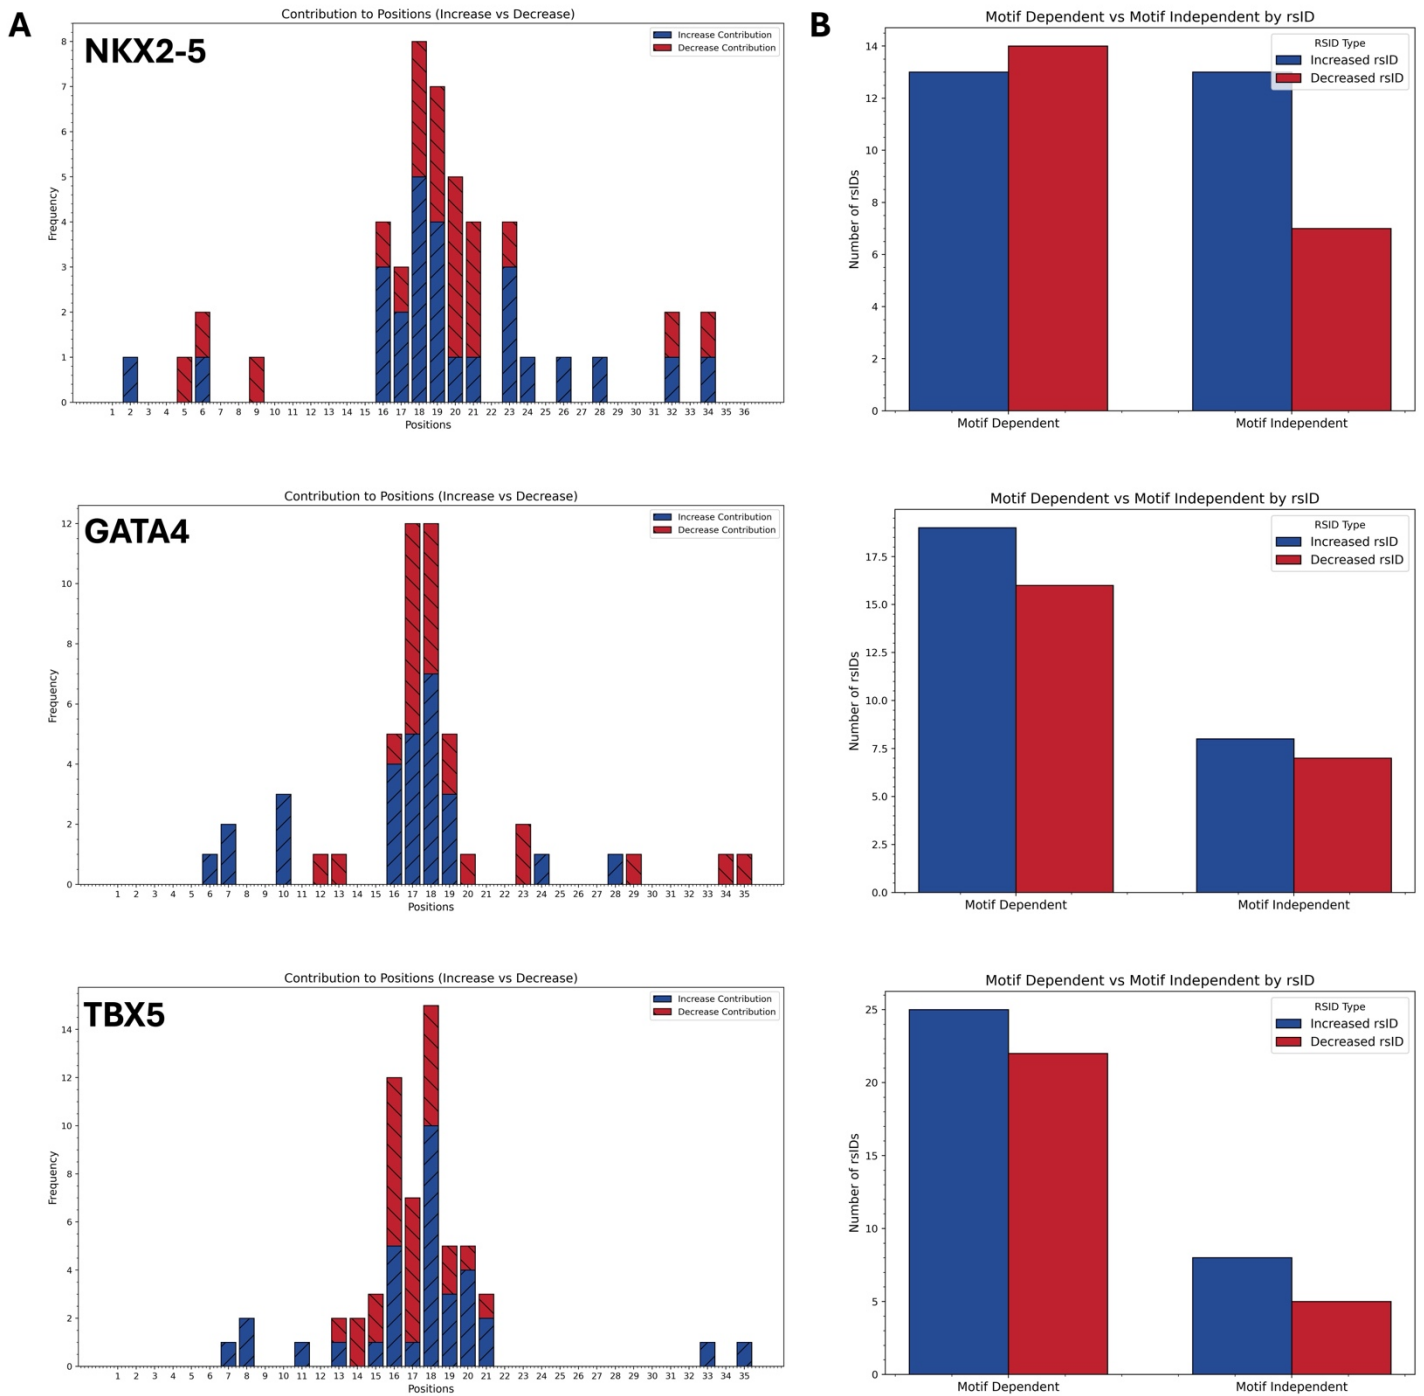 A
Contribution to Positions (Increase vs Decrease)
NKX2-5
Increase Contribution
Decrease Contribution
Frequency
8
7
6
5
4
3
2
1
0
1 2 3 4 5 6 7 8 9 10 11 12 13 14 15 16 17 18 19 20 21 22 23 24 25 26 27 28 29 30 31 32 33 34 35 36
Positions
B
Motif Dependent vs Motif Independent by rsID
RSID Type
Increased rsID
Decreased rsID
Number of rsIDs
14
12
10
8
6
4
2
0
Motif Dependent Motif Independent
Contribution to Positions (Increase vs Decrease)
GATA4
Increase Contribution
Decrease Contribution
Frequency
12
10
8
6
4
2
0
1 2 3 4 5 6 7 8 9 10 11 12 13 14 15 16 17 18 19 20 21 22 23 24 25 26 27 28 29 30 31 32 33 34 35
Positions
Motif Dependent vs Motif Independent by rsID
RSID Type
Increased rsID
Decreased rsID
Number of rsIDs
17.5
15.0
12.5
10.0
7.5
5.0
2.5
0.0
Motif Dependent Motif Independent
Contribution to Positions (Increase vs Decrease)
TBX5
Increase Contribution
Decrease Contribution
Frequency
14
12
10
8
6
4
2
0
1 2 3 4 5 6 7 8 9 10 11 12 13 14 15 16 17 18 19 20 21 22 23 24 25 26 27 28 29 30 31 32 33 34 35
Positions
Motif Dependent vs Motif Independent by rsID
RSID Type
Increased rsID
Decreased rsID
Number of rsIDs
25
20
15
10
5
0
Motif Dependent Motif Independent